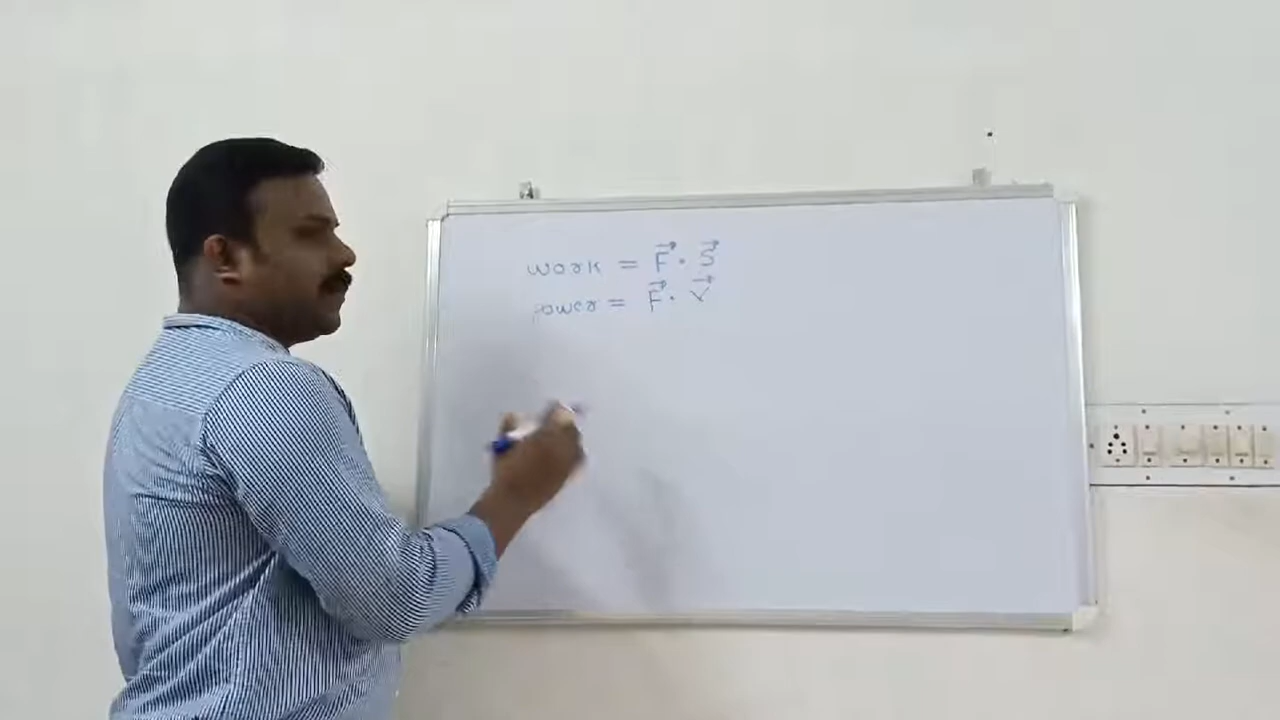 work = F⃗ · S⃗
power = F⃗ · V⃗